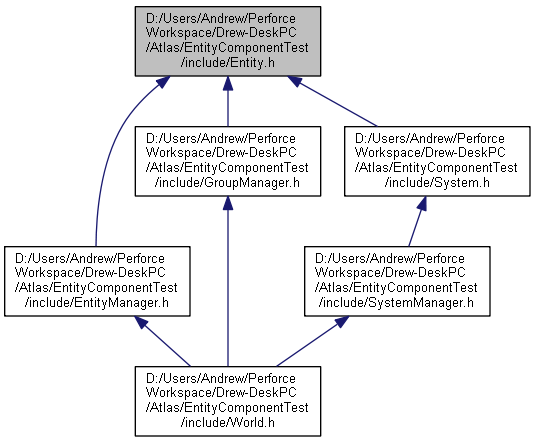 D:/Users/Andrew/Perforce
Workspace/Drew-DeskPC
/Atlas/EntityComponentTest
/include/Entity.h
D:/Users/Andrew/Perforce
Workspace/Drew-DeskPC
/Atlas/EntityComponentTest
/include/GroupManager.h
D:/Users/Andrew/Perforce
Workspace/Drew-DeskPC
/Atlas/EntityComponentTest
/include/System.h
D:/Users/Andrew/Perforce
Workspace/Drew-DeskPC
/Atlas/EntityComponentTest
/include/EntityManager.h
D:/Users/Andrew/Perforce
Workspace/Drew-DeskPC
/Atlas/EntityComponentTest
/include/SystemManager.h
D:/Users/Andrew/Perforce
Workspace/Drew-DeskPC
/Atlas/EntityComponentTest
/include/World.h